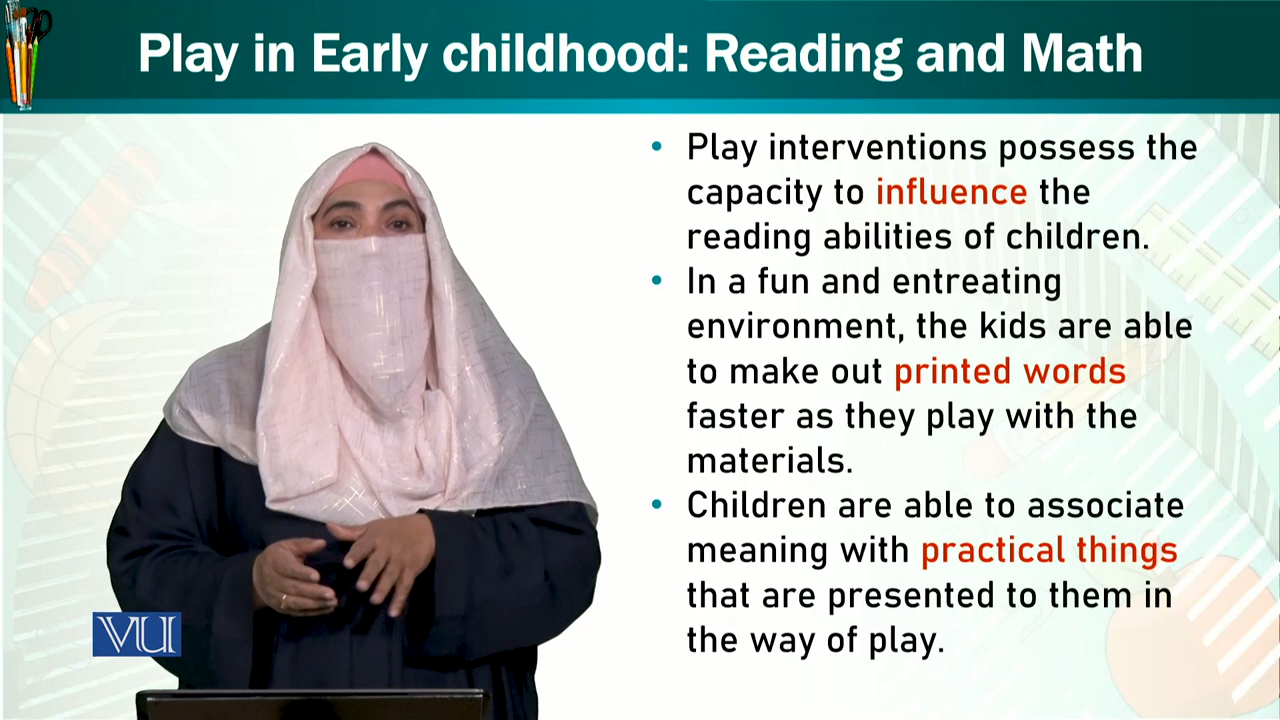 Play in Early childhood: Reading and Math
• Play interventions possess the
capacity to influence the
reading abilities of children.
• In a fun and entreating
environment, the kids are able
to make out printed words
faster as they play with the
materials.
• Children are able to associate
meaning with practical things
that are presented to them in
the way of play.
VU